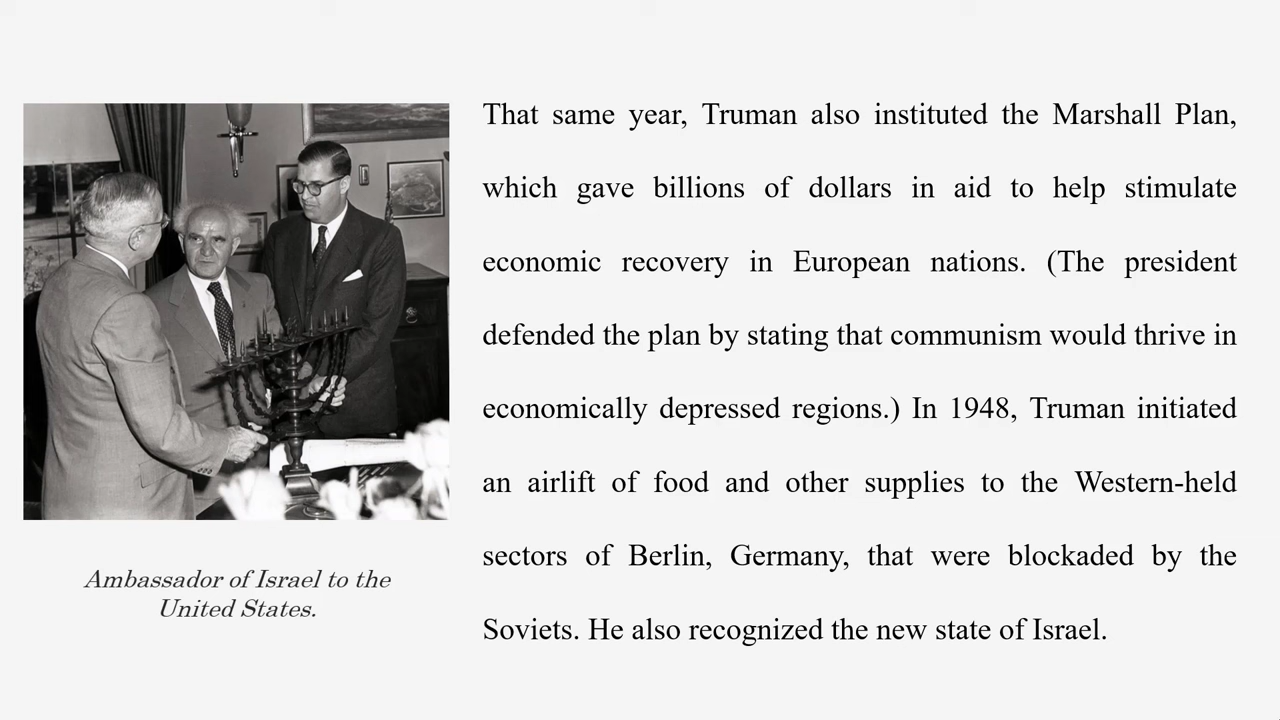 That same year, Truman also instituted the Marshall Plan,
which gave billions of dollars in aid to help stimulate
economic recovery in European nations. (The president
defended the plan by stating that communism would thrive in
economically depressed regions.) In 1948, Truman initiated
an airlift of food and other supplies to the Western-held
sectors of Berlin, Germany, that were blockaded by the
Soviets. He also recognized the new state of Israel.
Ambassador of Israel to the
United States.